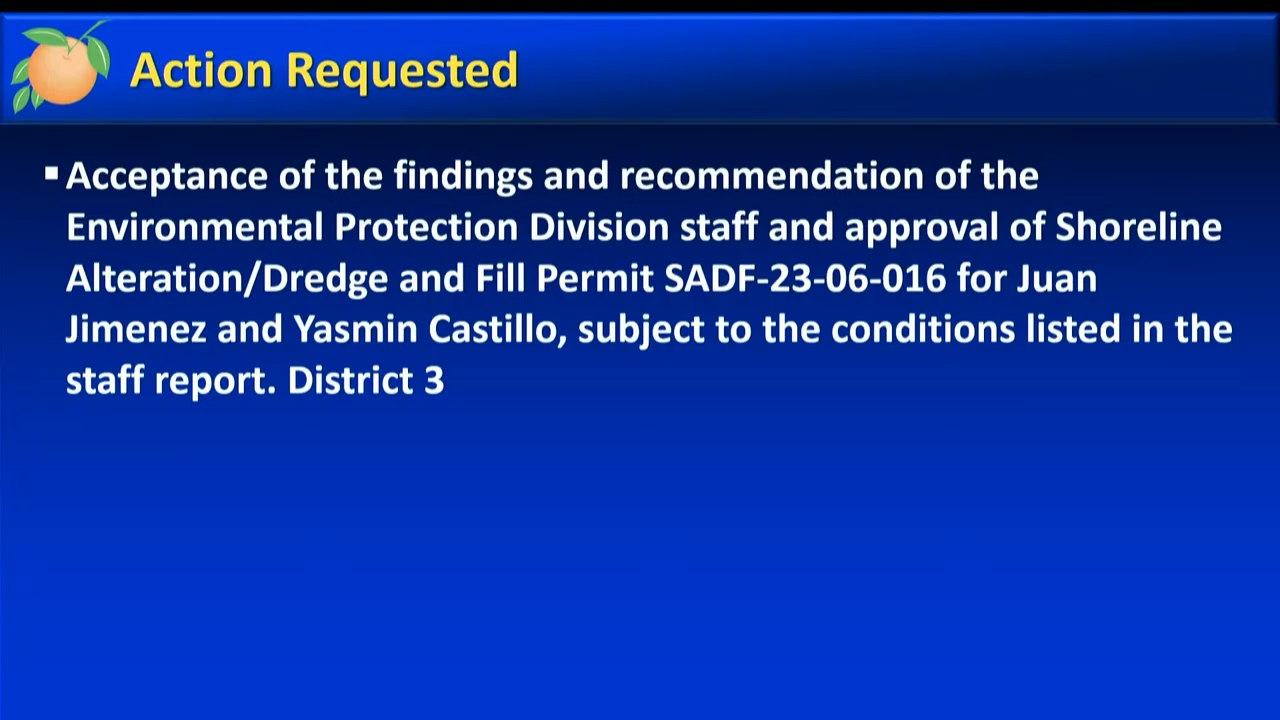 Action Requested
▪ Acceptance of the findings and recommendation of the
Environmental Protection Division staff and approval of Shoreline
Alteration/Dredge and Fill Permit SADF-23-06-016 for Juan
Jimenez and Yasmin Castillo, subject to the conditions listed in the
staff report. District 3